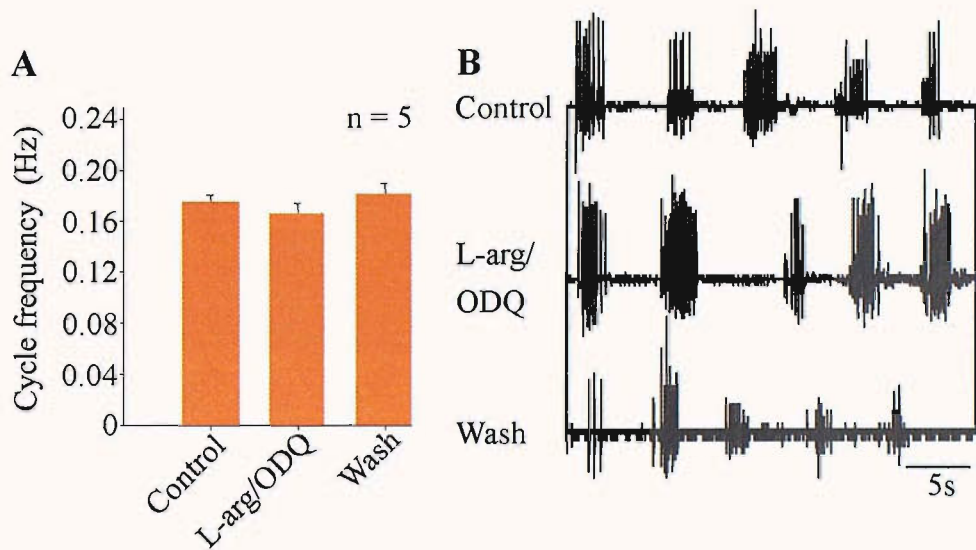 A
Cycle frequency (Hz)
0.24
0.20
0.16
0.12
0.08
0.04
0
n = 5
Control
L-arg/ODQ
Wash
B
Control
L-arg/
ODQ
Wash
5s